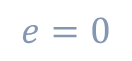 e = 0